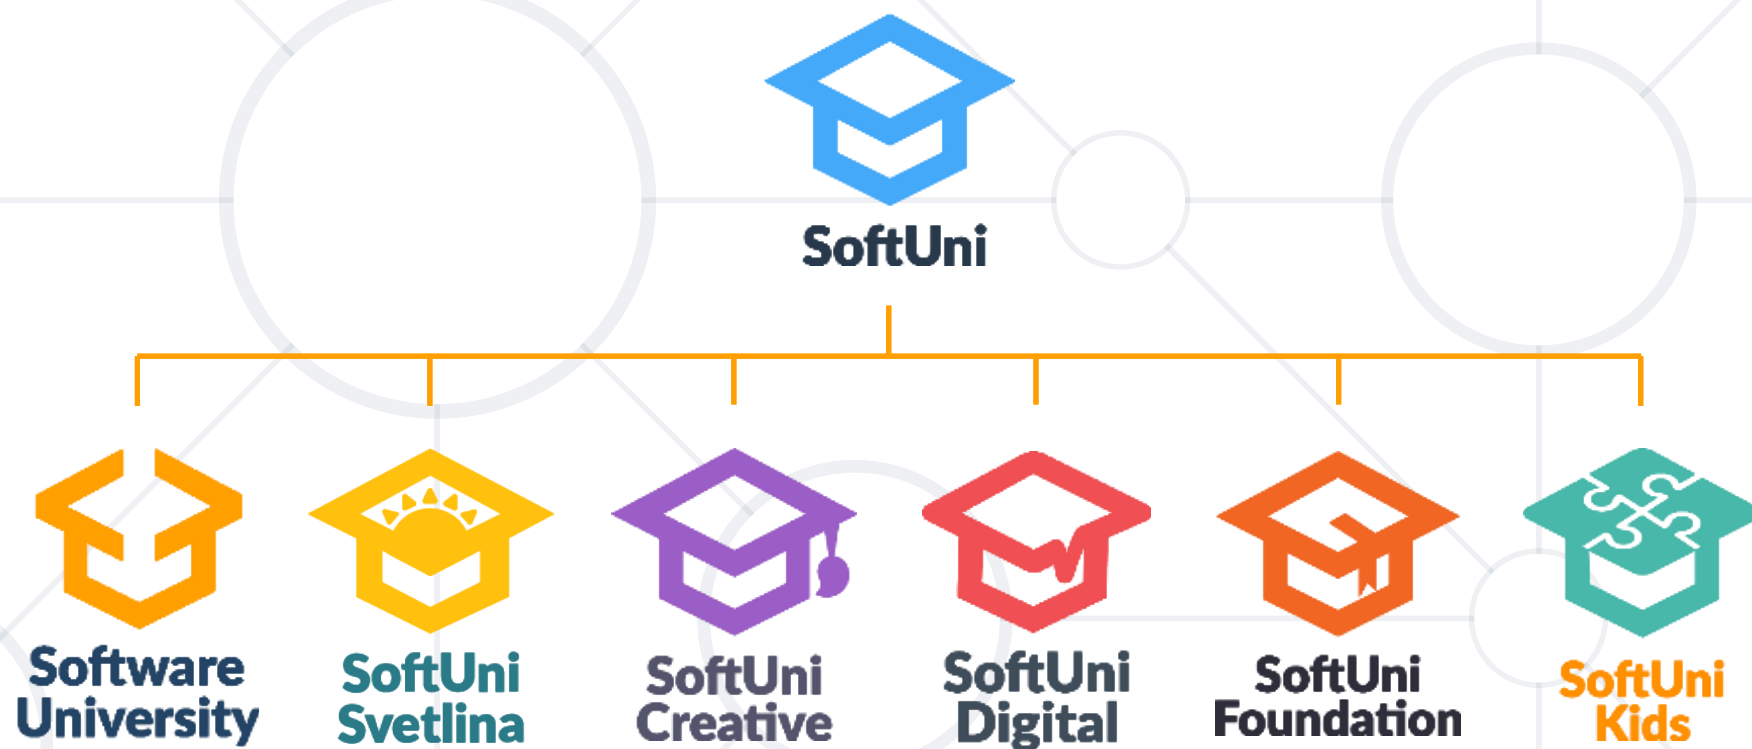 SoftUni
Software
University
SoftUni
Svetlina
SoftUni
Creative
SoftUni
Digital
SoftUni
Foundation
SoftUni
Kids